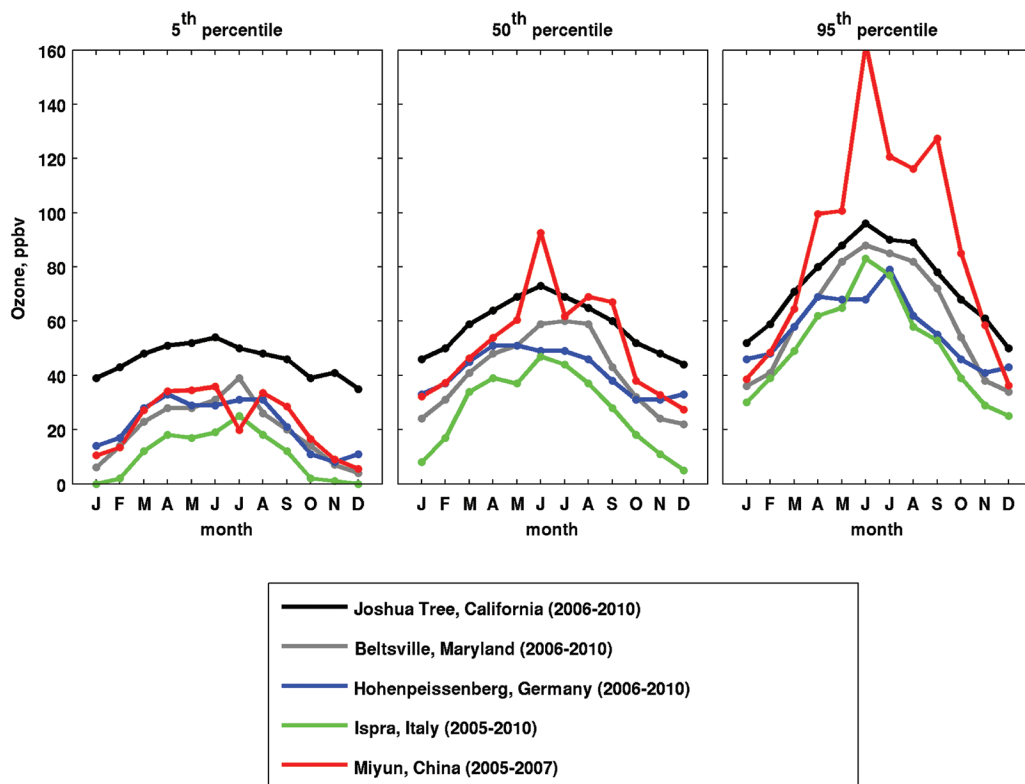 5th percentile
50th percentile
95th percentile
Ozone, ppbv
160
140
120
100
80
60
40
20
0
J F M A M J J A S O N D
J F M A M J J A S O N D
J F M A M J J A S O N D
month
month
month
Joshua Tree, California (2006-2010)
Beltsville, Maryland (2006-2010)
Hohenpeissenberg, Germany (2006-2010)
Ispra, Italy (2005-2010)
Miyun, China (2005-2007)